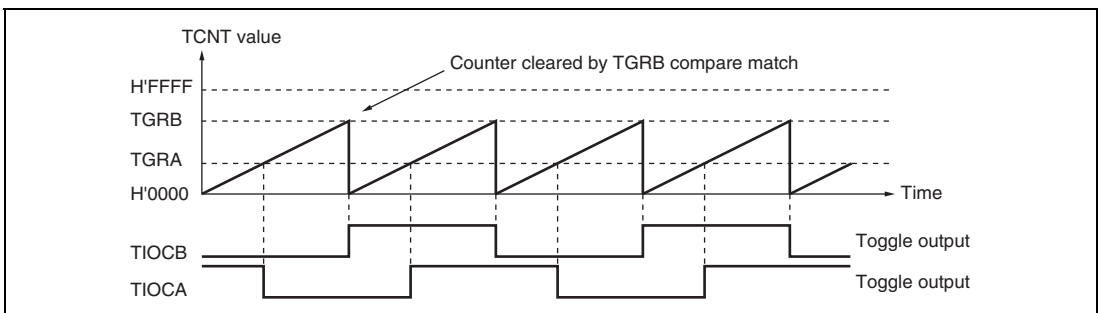 TCNT value
Counter cleared by TGRB compare match
H'FFFF
TGRB
TGRA
H'0000
Time
TIOCB
Toggle output
TIOCA
Toggle output